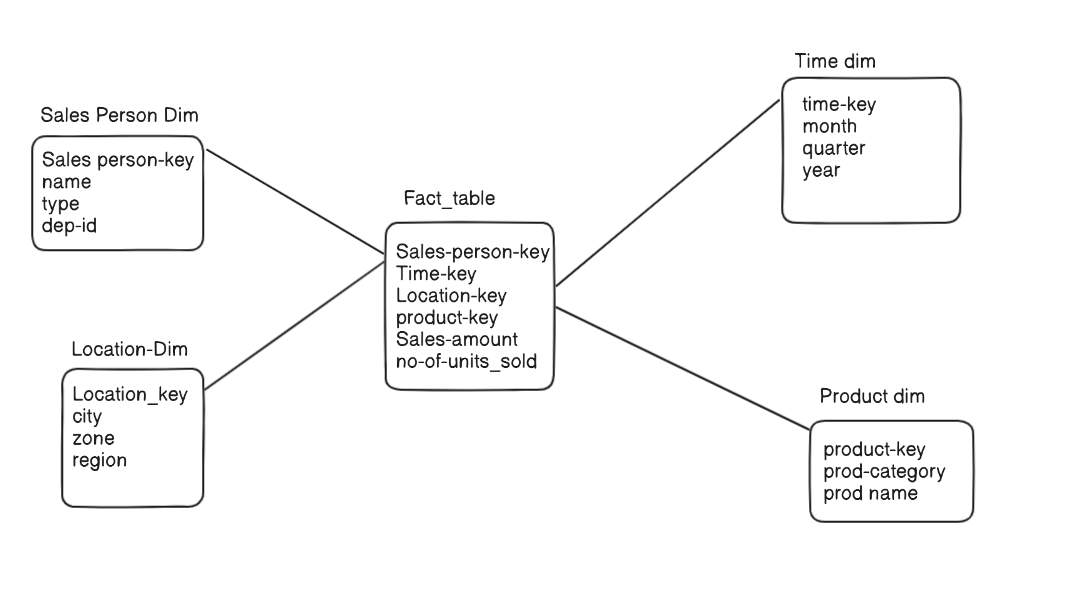 Sales Person Dim
Sales person-key
name
type
dep-id
Location-Dim
Location_key
city
zone
region
Fact_table
Sales-person-key
Time-key
Location-key
product-key
Sales-amount
no-of-units_sold
Time dim
time-key
month
quarter
year
Product dim
product-key
prod-category
prod name